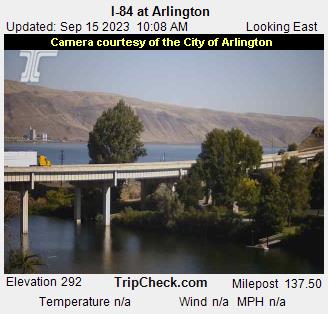 I-84 at Arlington
Updated: Sep 15 2023 10:08 AM Looking East
Camera courtesy of the City of Arlington
Elevation 292 TripCheck.com Milepost 137.50
Temperature n/a Wind n/a MPH n/a